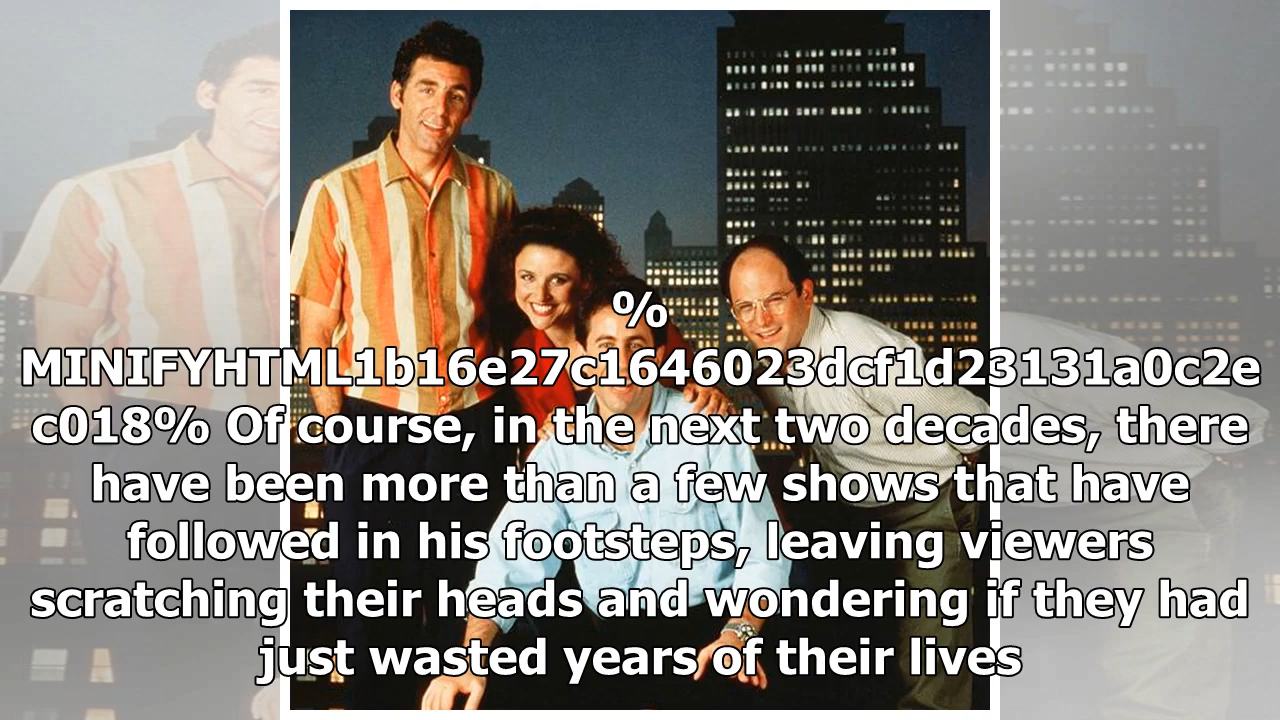 %
MINIFYHTML1b16e27c1646023dcf1d23131a0c2e
c018% Of course, in the next two decades, there
have been more than a few shows that have
followed in his footsteps, leaving viewers
scratching their heads and wondering if they had
just wasted years of their lives